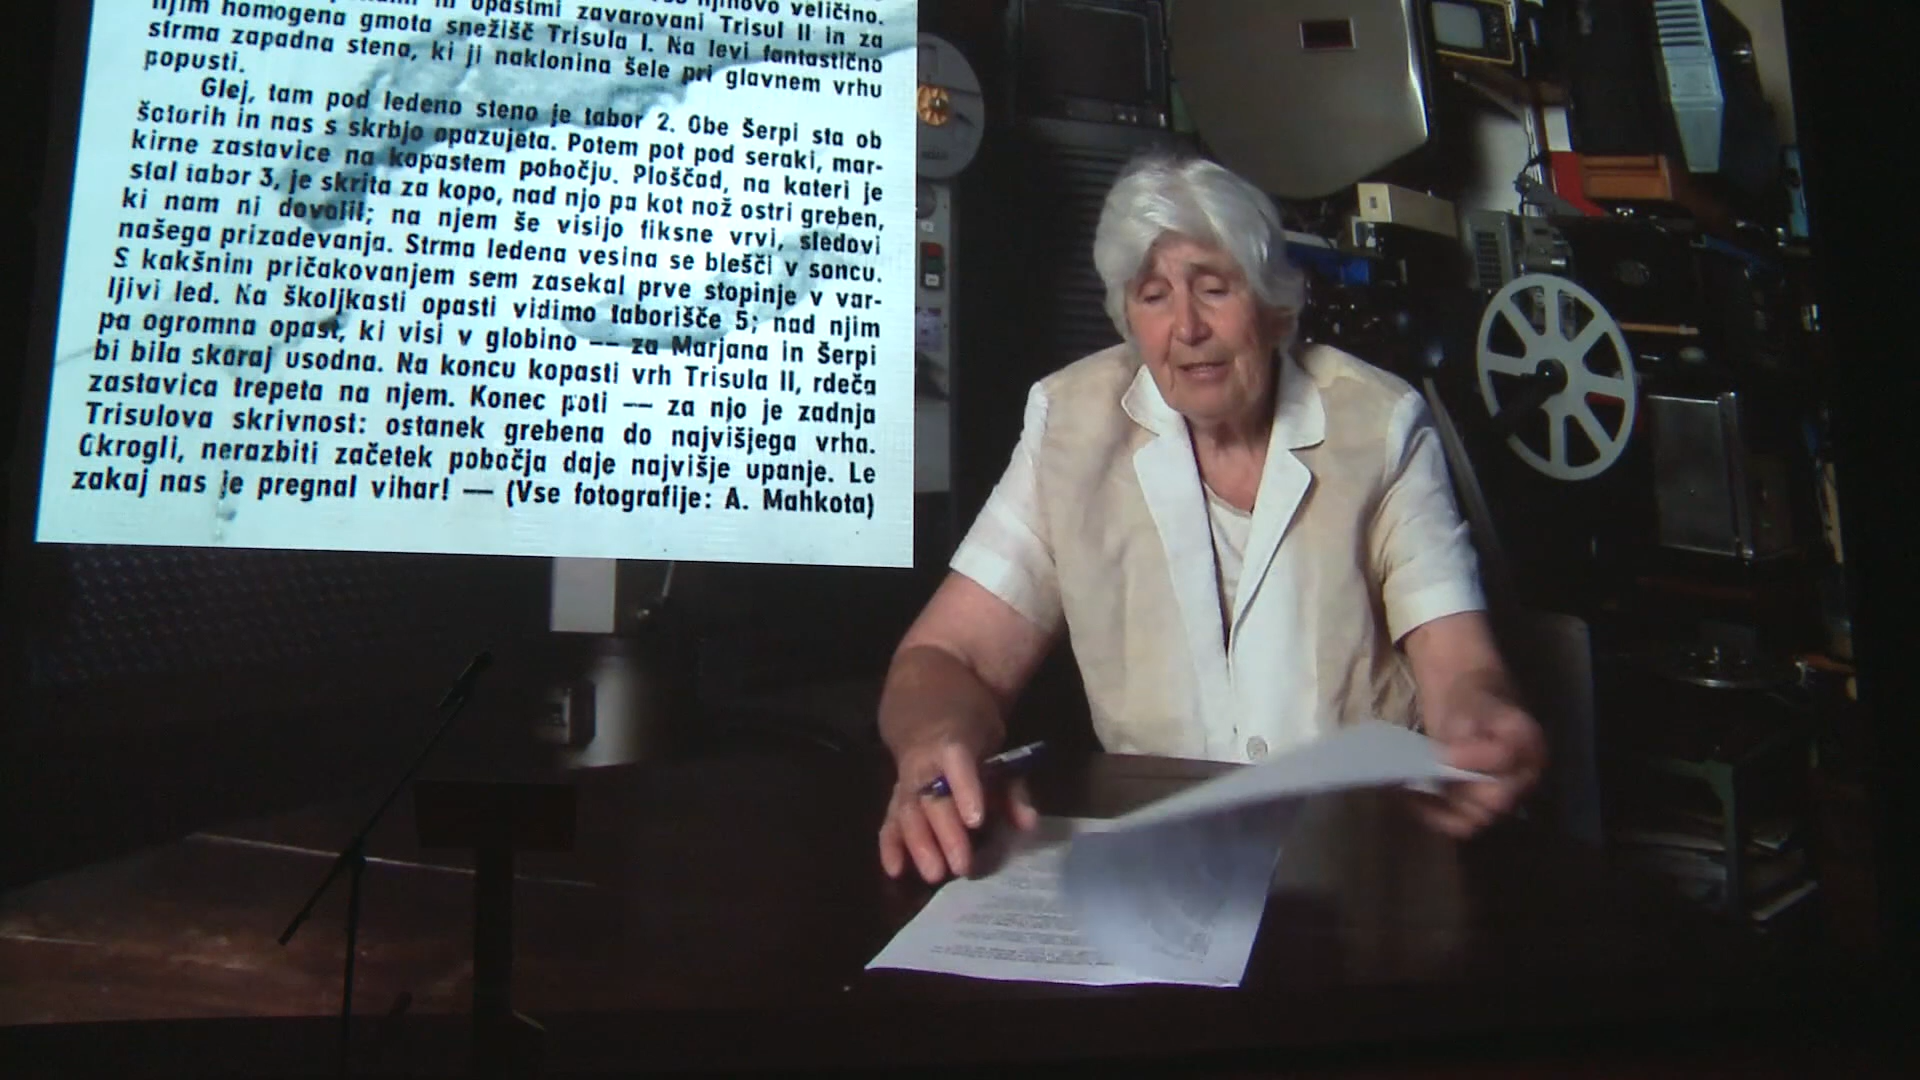 opastmi zavarovani Trisul II in za
njim homogena gmota snežišč Trisula I. Na levi fantastično
strma zapadna stena, ki ji naklonina šele pri glavnem vrhu
popusti.
Glej, tam pod ledeno steno je tabor 2. Obe Šerpi sta ob
šotorih in nas s skrbjo opazujeta. Potem pot pod seraki, mar-
kirne zastavice na kopastem pobočju. Ploščad, na kateri je
stal tabor 3, je skrita za kopo, nad njo pa kot nož ostri greben,
ki nam ni dovolil; na njem še visijo fiksne vrvi, sledovi
našega prizadevanja. Strma ledena vesina se blešči v soncu.
S kakšnim pričakovanjem sem zasekal prve stopinje v var-
ljivi led. Na školjkasti opasti vidimo taborišče 5; nad njim
pa ogromna opast, ki visi v globino — za Marjana in Šerpi
bi bila skoraj usodna. Na koncu kopasti vrh Trisula II, rdeča
zastavica trepeta na njem. Konec poti — za njo je zadnja
Trisulova skrivnost: ostanek grebena do najvišjega vrha.
Okrogli, nerazbiti začetek pobočja daje najvišje upanje. Le
zakaj nas je pregnal vihar! — (Vse fotografije: A. Mahkota)